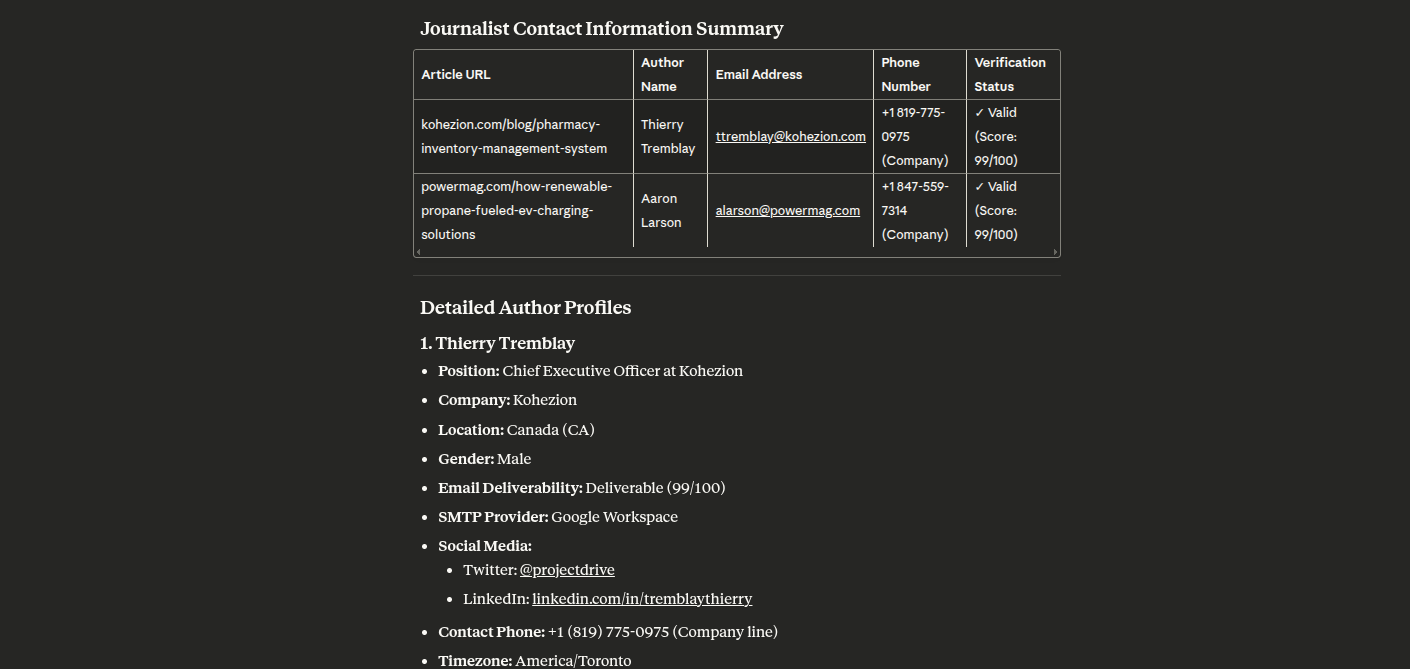 Journalist Contact Information Summary
Article URL
Author
Name
Email Address
Phone
Number
Verification
Status
kohezion.com/blog/pharmacy-
inventory-management-system
Thierry
Tremblay
ttremblay@kohezion.com
+1 819-775-
0975
(Company)
✓ Valid
(Score:
99/100)
powermag.com/how-renewable-
propane-fueled-ev-charging-
solutions
Aaron
Larson
alarson@powermag.com
+1 847-559-
7314
(Company)
✓ Valid
(Score:
99/100)
Detailed Author Profiles
1. Thierry Tremblay
• Position: Chief Executive Officer at Kohezion
• Company: Kohezion
• Location: Canada (CA)
• Gender: Male
• Email Deliverability: Deliverable (99/100)
• SMTP Provider: Google Workspace
• Social Media:
• Twitter: @projectdrive
• LinkedIn: linkedin.com/in/tremblaythierry
• Contact Phone: +1 (819) 775-0975 (Company line)
• Timezone: America/Toronto